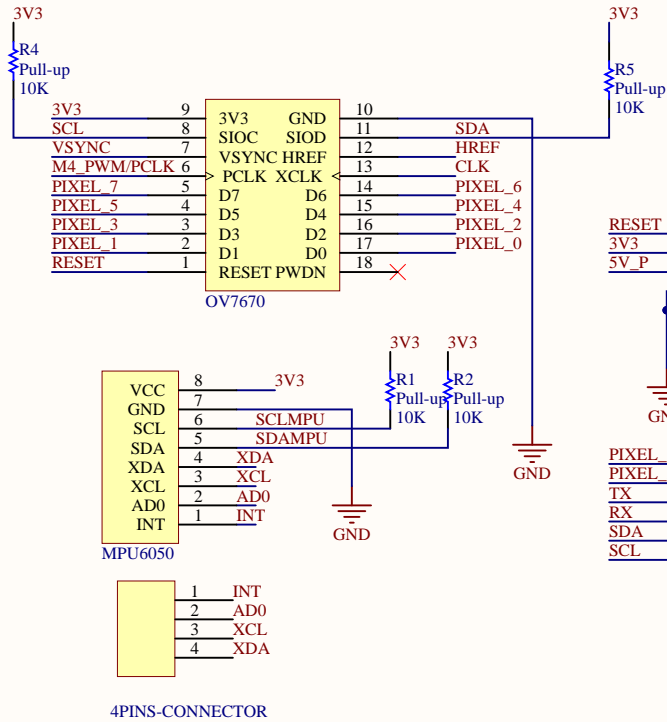 3V3
R4
Pull-up
10K
3V3
R5
Pull-up
10K
3V3 9 3V3 GND 10
SCL 8 SIOC SIOD 11 SDA
VSYNC 7 VSYNC HREF 12 HREF
M4_PWM/PCLK 6 PCLK XCLK 13 CLK
PIXEL_7 5 D7 D6 14 PIXEL_6
PIXEL_5 4 D5 D4 15 PIXEL_4
PIXEL_3 3 D3 D2 16 PIXEL_2
PIXEL_1 2 D1 D0 17 PIXEL_0
RESET 1 RESET PWDN 18
OV7670
RESET
3V3
5V_P
3V3
R1
Pull-up
10K
3V3
R2
Pull-up
10K
VCC 8 3V3
GND 7
SCL 6 SCLMPU
SDA 5 SDAMPU
XDA 4 XDA
XCL 3 XCL
AD0 2 AD0
INT 1 INT
MPU6050
GND
GND
PIXEL_
PIXEL_
TX
RX
SDA
SCL
1 INT
2 AD0
3 XCL
4 XDA
4PINS-CONNECTOR